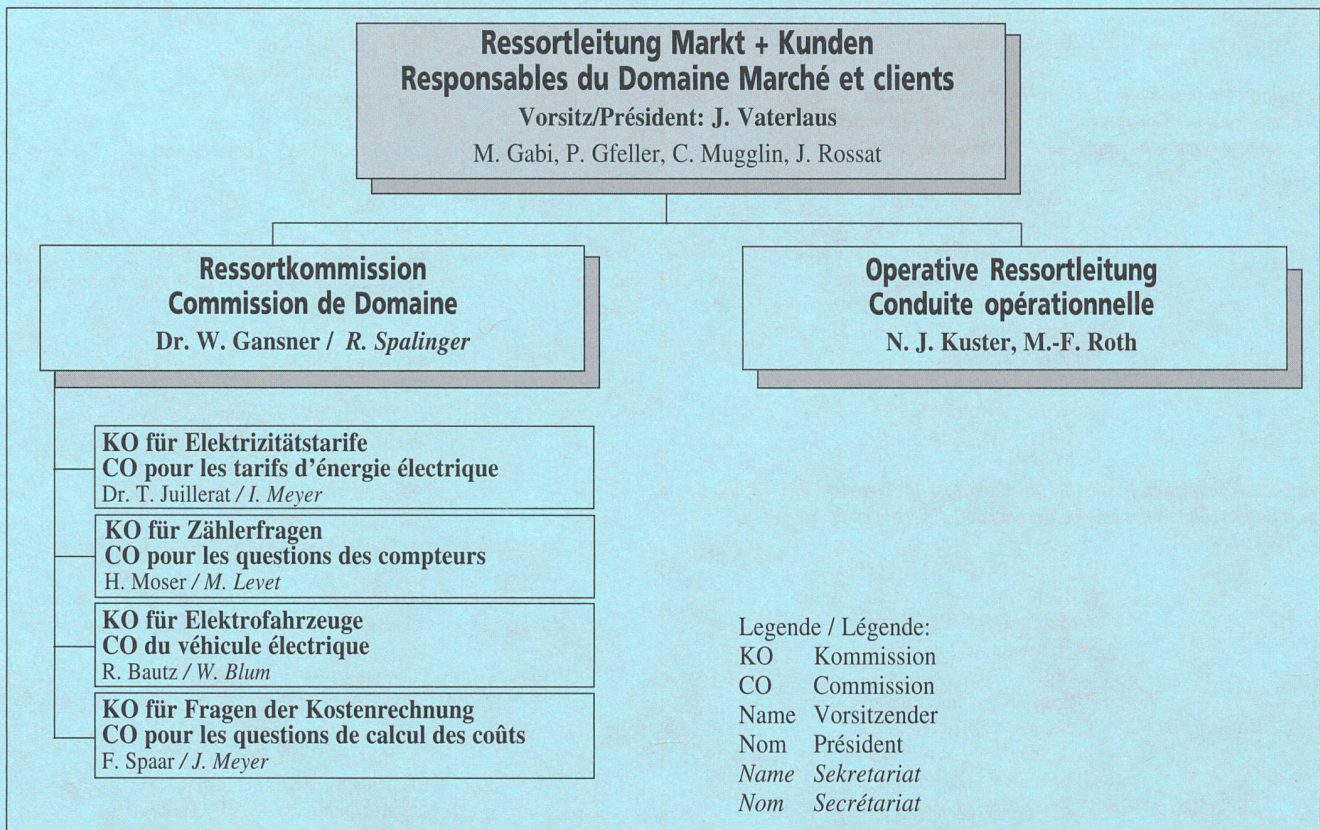 Ressortleitung Markt + Kunden
Responsables du Domaine Marché et clients
Vorsitz/Président: J. Vaterlaus
M. Gabi, P. Gfeller, C. Mugglin, J. Rossat
Ressortkommission
Commission de Domaine
Dr. W. Gansner / R. Spalinger
Operative Ressortleitung
Conduite opérationnelle
N. J. Kuster, M.-F. Roth
KO für Elektrizitätstarife
CO pour les tarifs d’énergie électrique
Dr. T. Juillerat / I. Meyer
KO für Zählerfragen
CO pour les questions des compteurs
H. Moser / M. Levet
KO für Elektrofahrzeuge
CO du véhicule électrique
R. Bautz / W. Blum
KO für Fragen der Kostenrechnung
CO pour les questions de calcul des coûts
F. Spaar / J. Meyer
Legende / Légende:
KO Kommission
CO Commission
Name Vorsitzender
Nom Président
Name Sekretariat
Nom Secrétariat